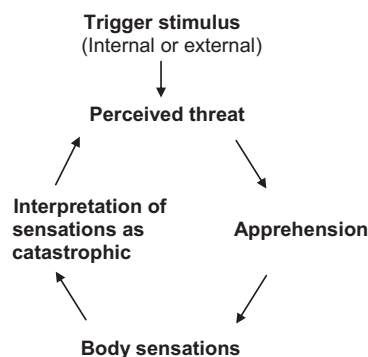 Trigger stimulus
(Internal or external)
Perceived threat
Interpretation of
sensations as
catastrophic
Apprehension
Body sensations